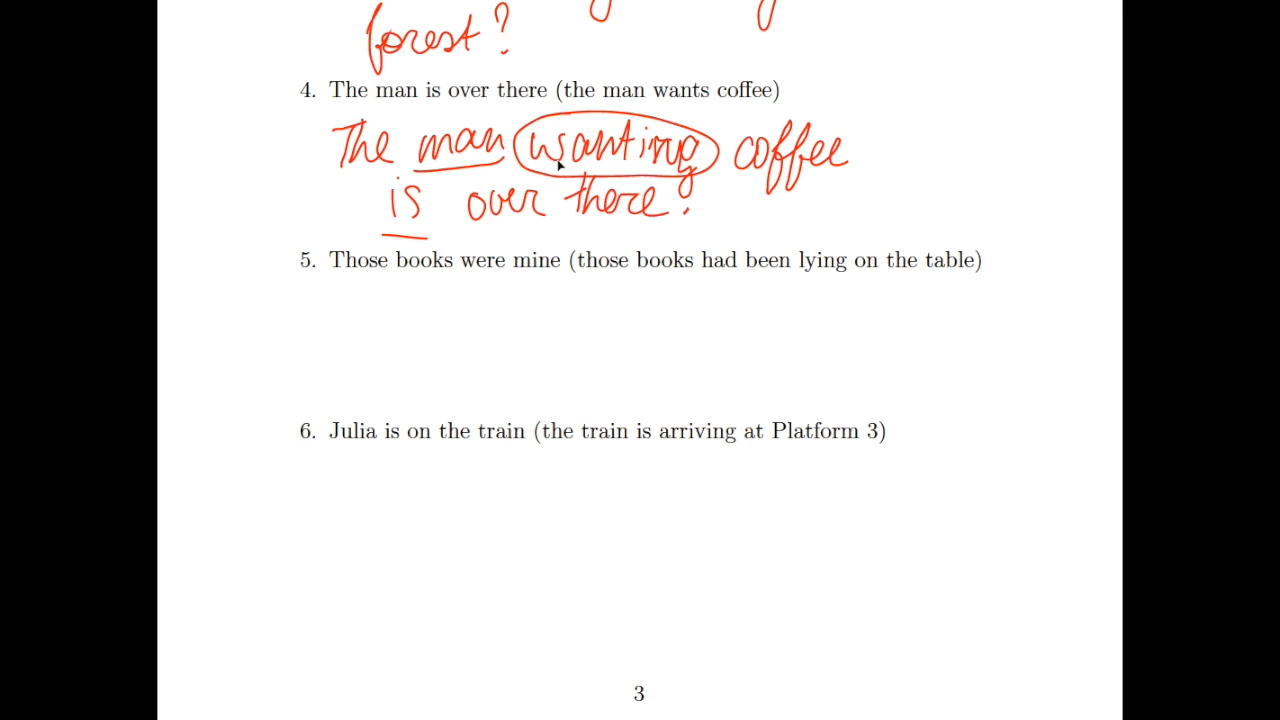 forest?
4. The man is over there (the man wants coffee)
The man wanting coffee
is over there.
5. Those books were mine (those books had been lying on the table)
6. Julia is on the train (the train is arriving at Platform 3)
3